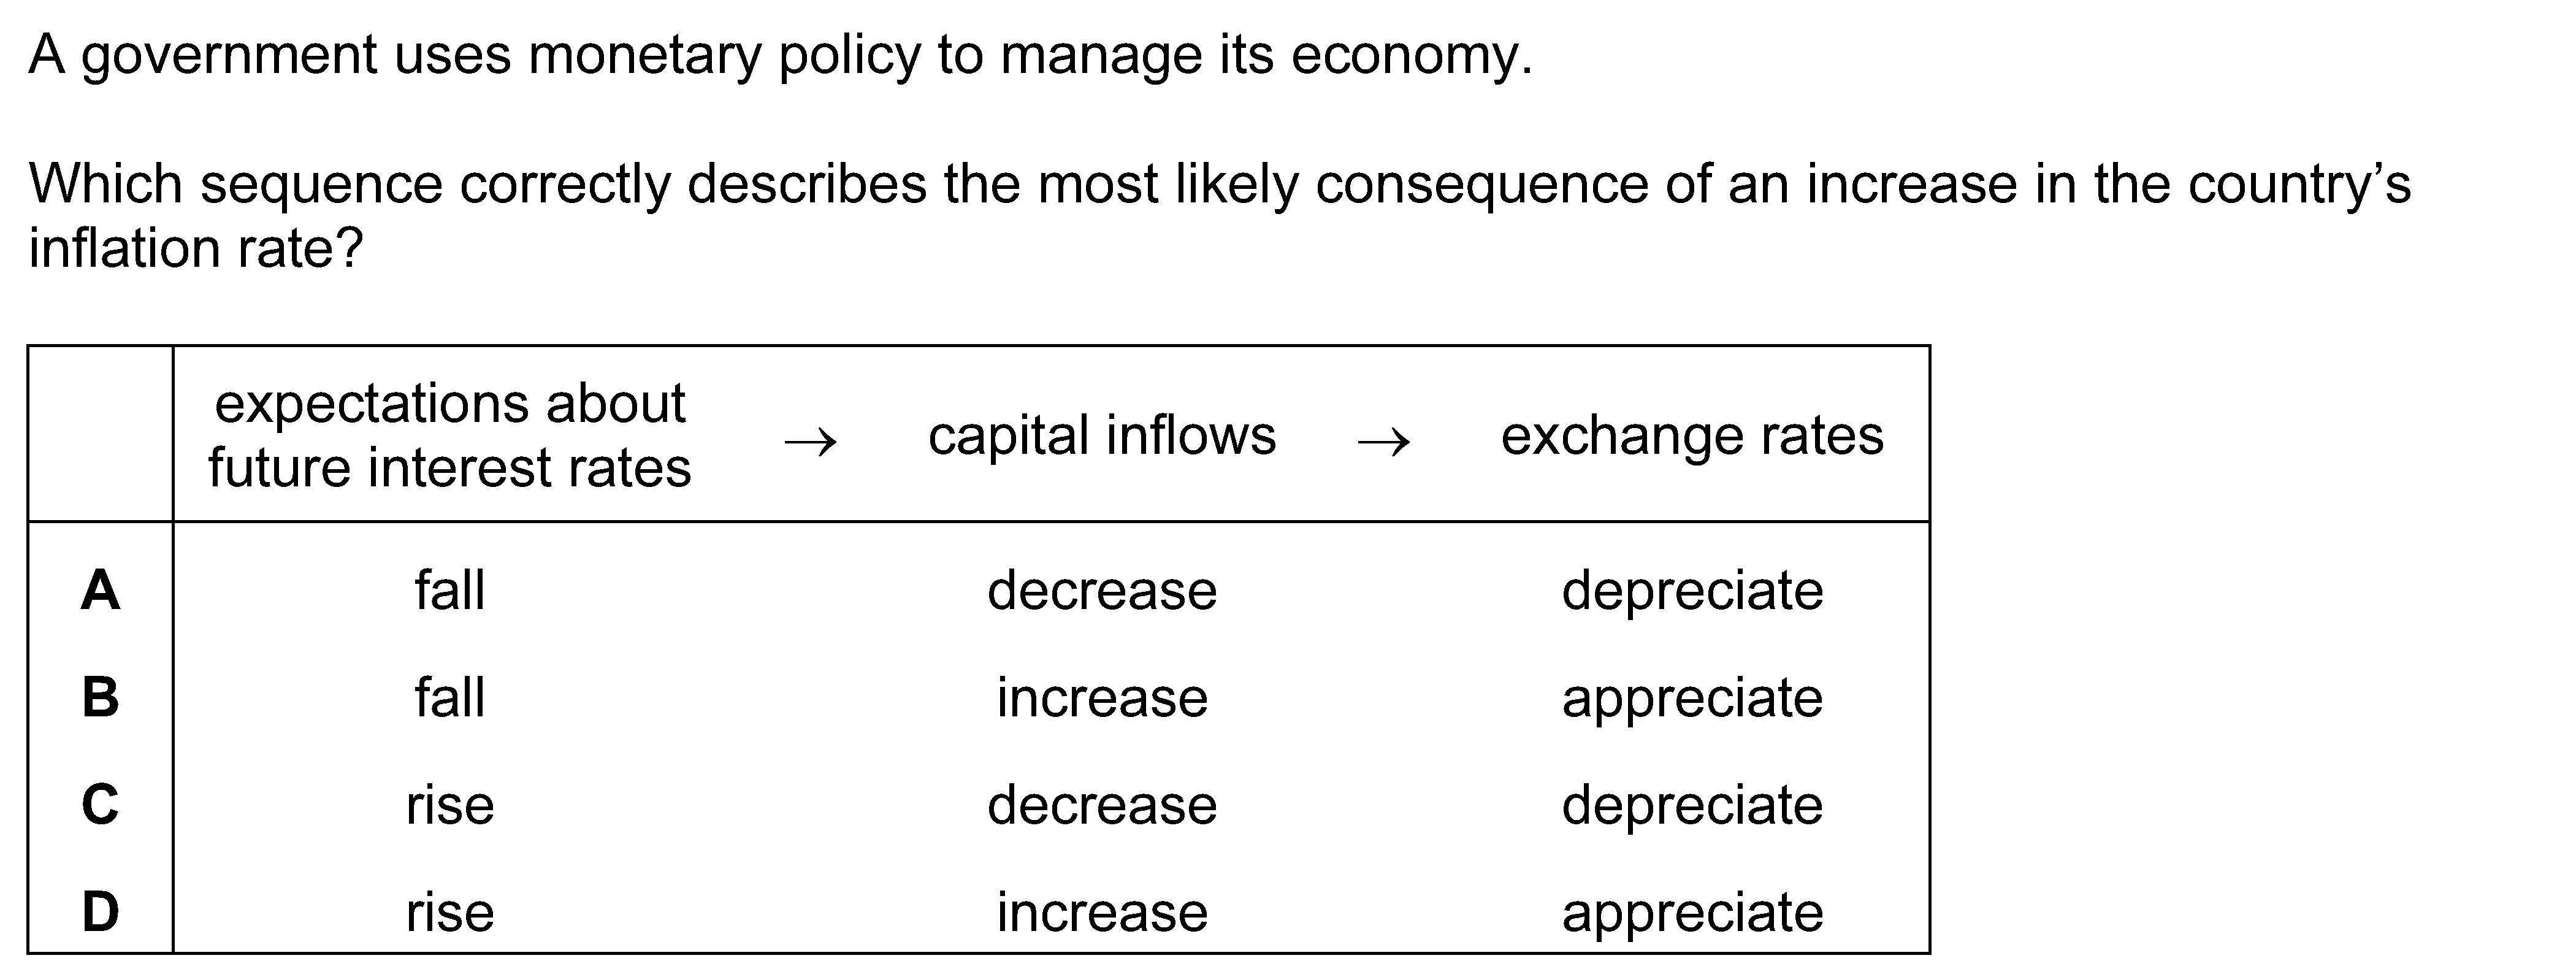 A government uses monetary policy to manage its economy.
Which sequence correctly describes the most likely consequence of an increase in the country’s
inflation rate?
expectations about
future interest rates → capital inflows → exchange rates
A fall decrease depreciate
B fall increase appreciate
C rise decrease depreciate
D rise increase appreciate